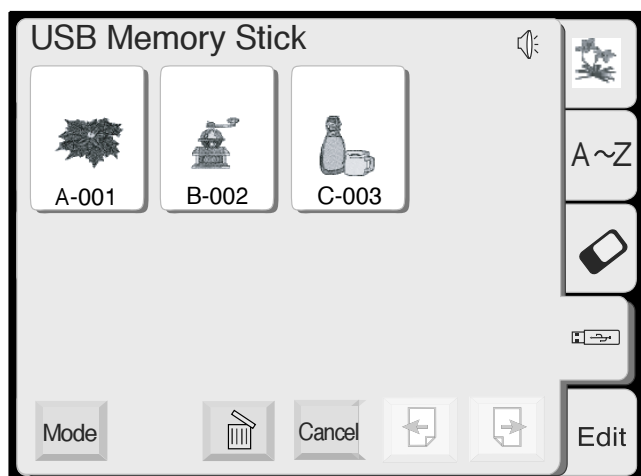 USB Memory Stick
A-001
B-002
C-003
A~Z
Mode
Cancel
Edit